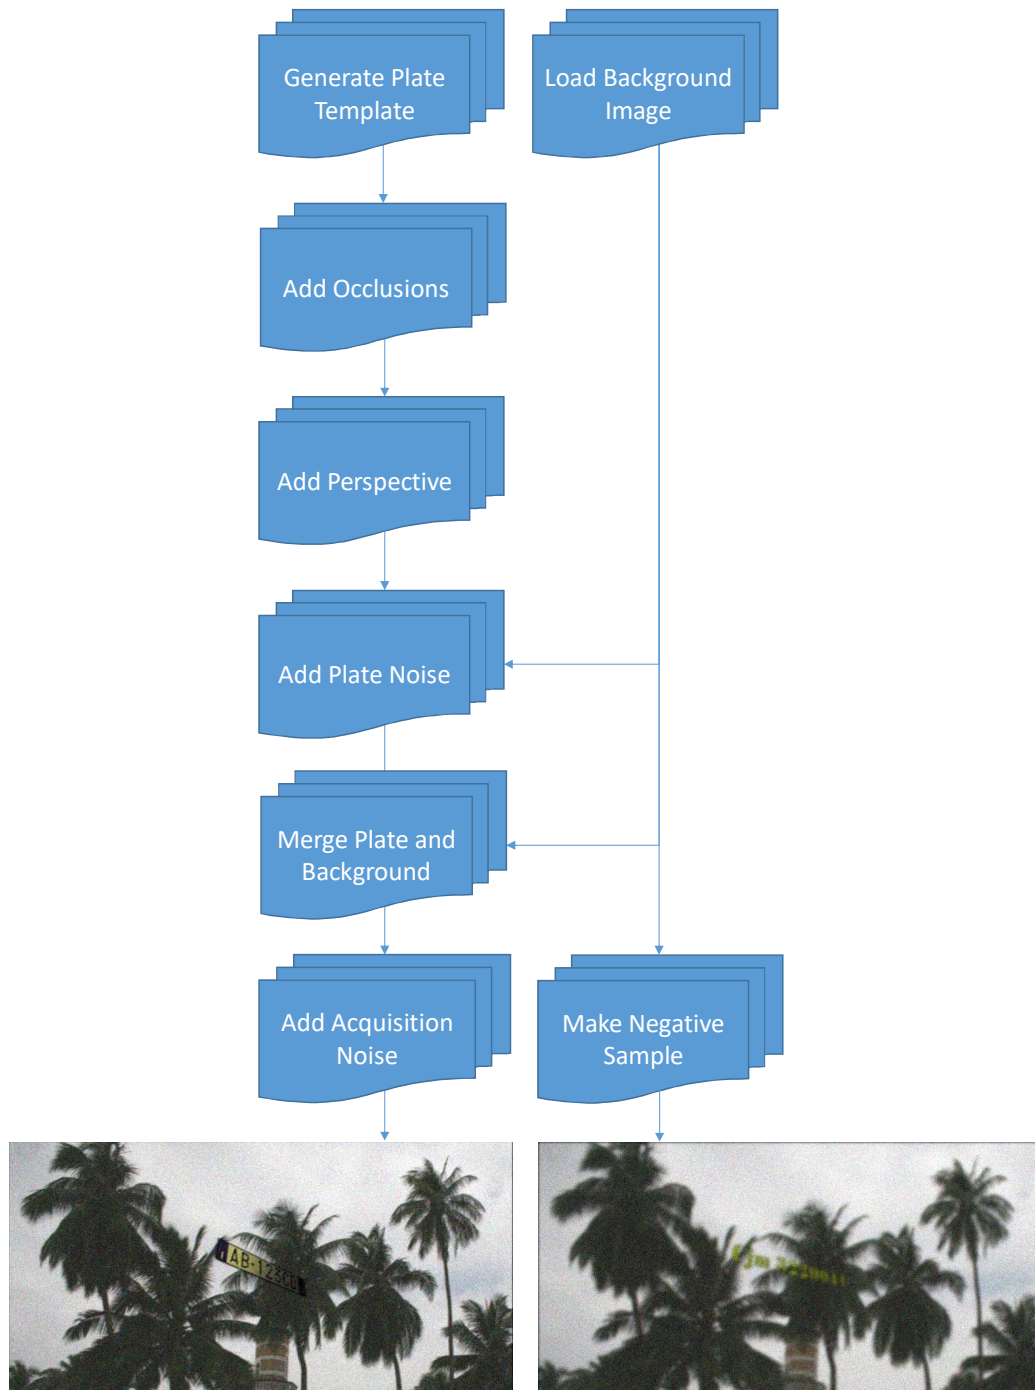 Generate Plate
Template
Load Background
Image
Add Occlusions
Add Perspective
Add Plate Noise
Merge Plate and
Background
Add Acquisition
Noise
Make Negative
Sample
AB-123CD